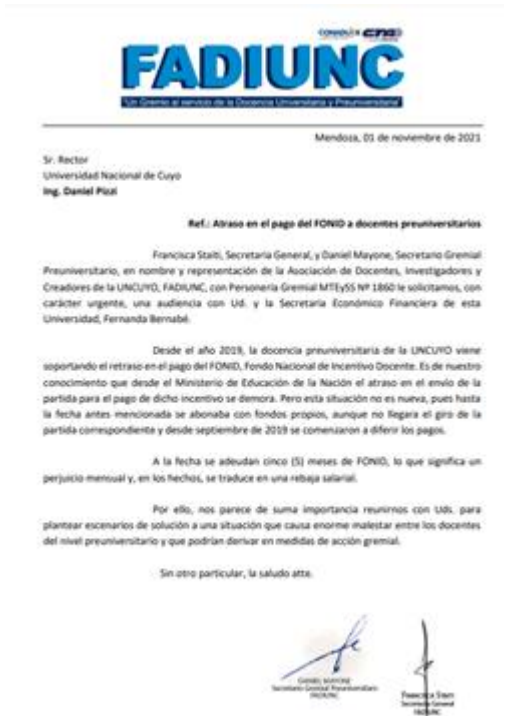 CONADU CTA
FADIUNC
"Un Gremio al servicio de la Docencia Universitaria y Preuniversitaria"
Mendoza, 01 de noviembre de 2021
Sr. Rector
Universidad Nacional de Cuyo
Ing. Daniel Pizzi
Ref.: Atraso en el pago del FONID a docentes preuniversitarios
Francisca Staiti, Secretaria General, y Daniel Mayone, Secretario Gremial
Preuniversitario, en nombre y representación de la Asociación de Docentes, Investigadores y
Creadores de la UNCUYO, FADIUNC, con Personería Gremial MTEySS Nº 1860 le solicitamos, con
carácter urgente, una audiencia con Ud. y la Secretaria Económico Financiera de esta
Universidad, Fernanda Bernabé.
Desde el año 2019, la docencia preuniversitaria de la UNCUYO viene
soportando el retraso en el pago del FONID, Fondo Nacional de Incentivo Docente. Es de nuestro
conocimiento que desde el Ministerio de Educación de la Nación el atraso en el envío de la
partida para el pago de dicho incentivo se demora. Pero esta situación no es nueva, pues hasta
la fecha antes mencionada se abonaba con fondos propios, aunque no llegara el giro de la
partida correspondiente y desde septiembre de 2019 se comenzaron a diferir los pagos.
A la fecha se adeudan cinco (5) meses de FONID, lo que significa un
perjuicio mensual y, en los hechos, se traduce en una rebaja salarial.
Por ello, nos parece de suma importancia reunirnos con Uds. para
plantear escenarios de solución a una situación que causa enorme malestar entre los docentes
del nivel preuniversitario y que podrían derivar en medidas de acción gremial.
Sin otro particular, la saludo atte.
DANIEL MAYONE
Secretario Gremial Preuniversitario
FADIUNC
FRANCISCA STAITI
Secretaria General
FADIUNC